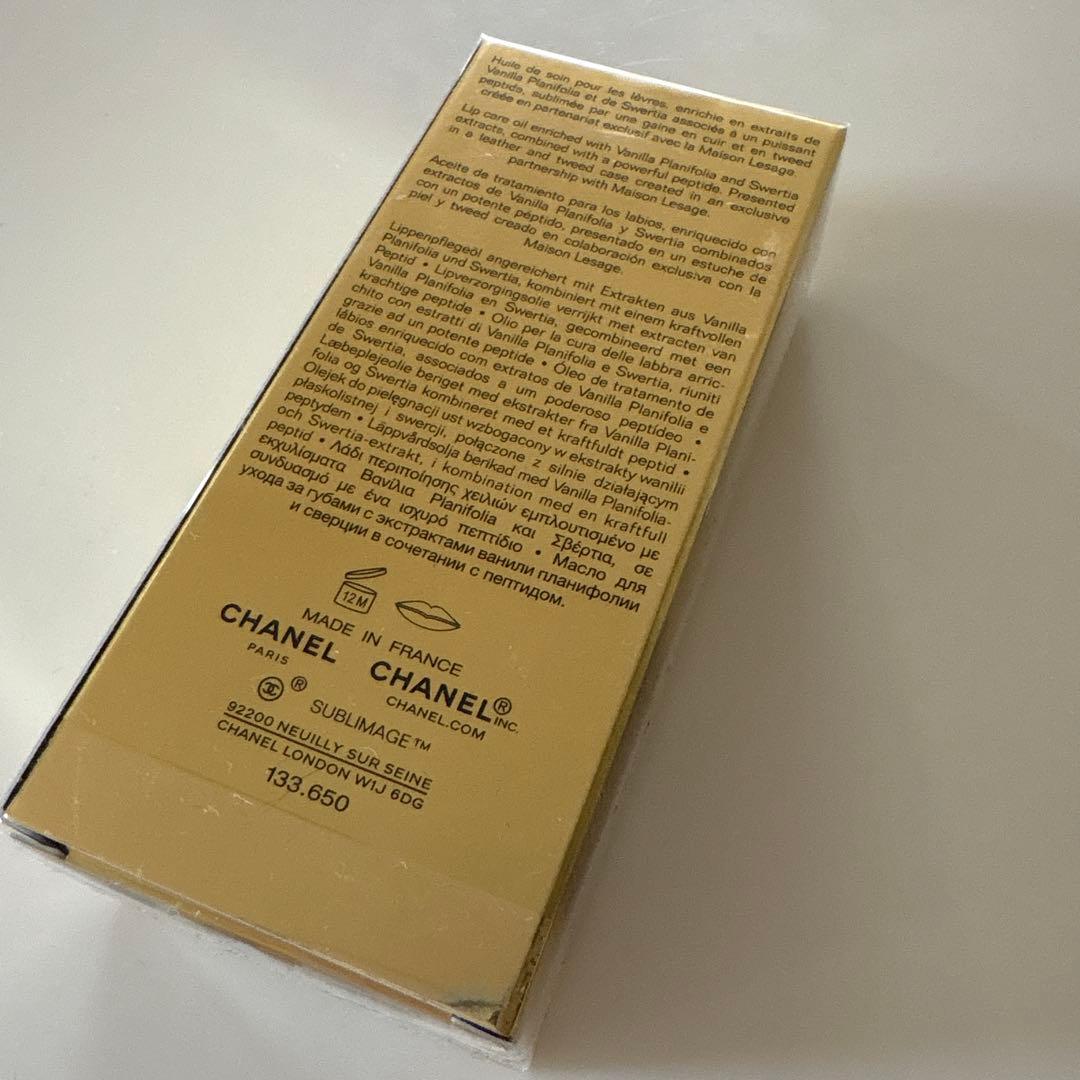 Huile de soin pour les lèvres, enrichie en extraits de
Vanilla Planifolia et de Swertia associés à un puissant
peptide, sublimée par une gaine en cuir et en tweed
créée en partenariat exclusif avec la Maison Lesage.
Lip care oil enriched with Vanilla Planifolia and Swertia
extracts, combined with a powerful peptide. Presented
in a leather and tweed case created in an exclusive
partnership with Maison Lesage.
Aceite de tratamiento para los labios, enriquecido con
extractos de Vanilla Planifolia y Swertia combinados
con un potente péptido, presentado en un estuche de
piel y tweed creado en colaboración exclusiva con la
Maison Lesage.
Lippenpflegeöl angereichert mit Extrakten aus Vanilla
Planifolia und Swertia, kombiniert mit einem kraftvollen
Peptid • Lipverzorgingsolie verrijkt met extracten van
Vanilla Planifolia en Swertia, gecombineerd met een
krachtige peptide • Olio per la cura delle labbra arric-
chito con estratti di Vanilla Planifolia e Swertia, riuniti
grazie ad un potente peptide • Óleo de tratamento de
lábios enriquecido com extratos de Vanilla Planifolia e
de Swertia, associados a um poderoso peptídeo •
Læbeplejeolie beriget med ekstrakter fra Vanilla Plani-
folia og Swertia kombineret med et kraftfuldt peptid •
Olejek do pielęgnacji ust wzbogacony w ekstrakty wanilii
płaskolistnej i swercji, połączone z silnie działającym
peptydem • Läppvårdsolja berikad med Vanilla Planifolia-
och Swertia-extrakt, i kombination med en kraftfull
peptid • Λάδι περιποίησης χειλιών εμπλουτισμένο με
εκχυλίσματα Βανίλια Planifolia και Σβέρτια, σε
συνδυασμό με ένα ισχυρό πεπτίδιο • Масло для
ухода за губами с экстрактами ванили планифолии
и сверции в сочетании с пептидом.
12M
MADE IN FRANCE
CHANEL CHANEL® INC.
PARIS CHANEL.COM
® SUBLIMAGE™
92200 NEUILLY SUR SEINE
CHANEL LONDON W1J 6DG
133.650